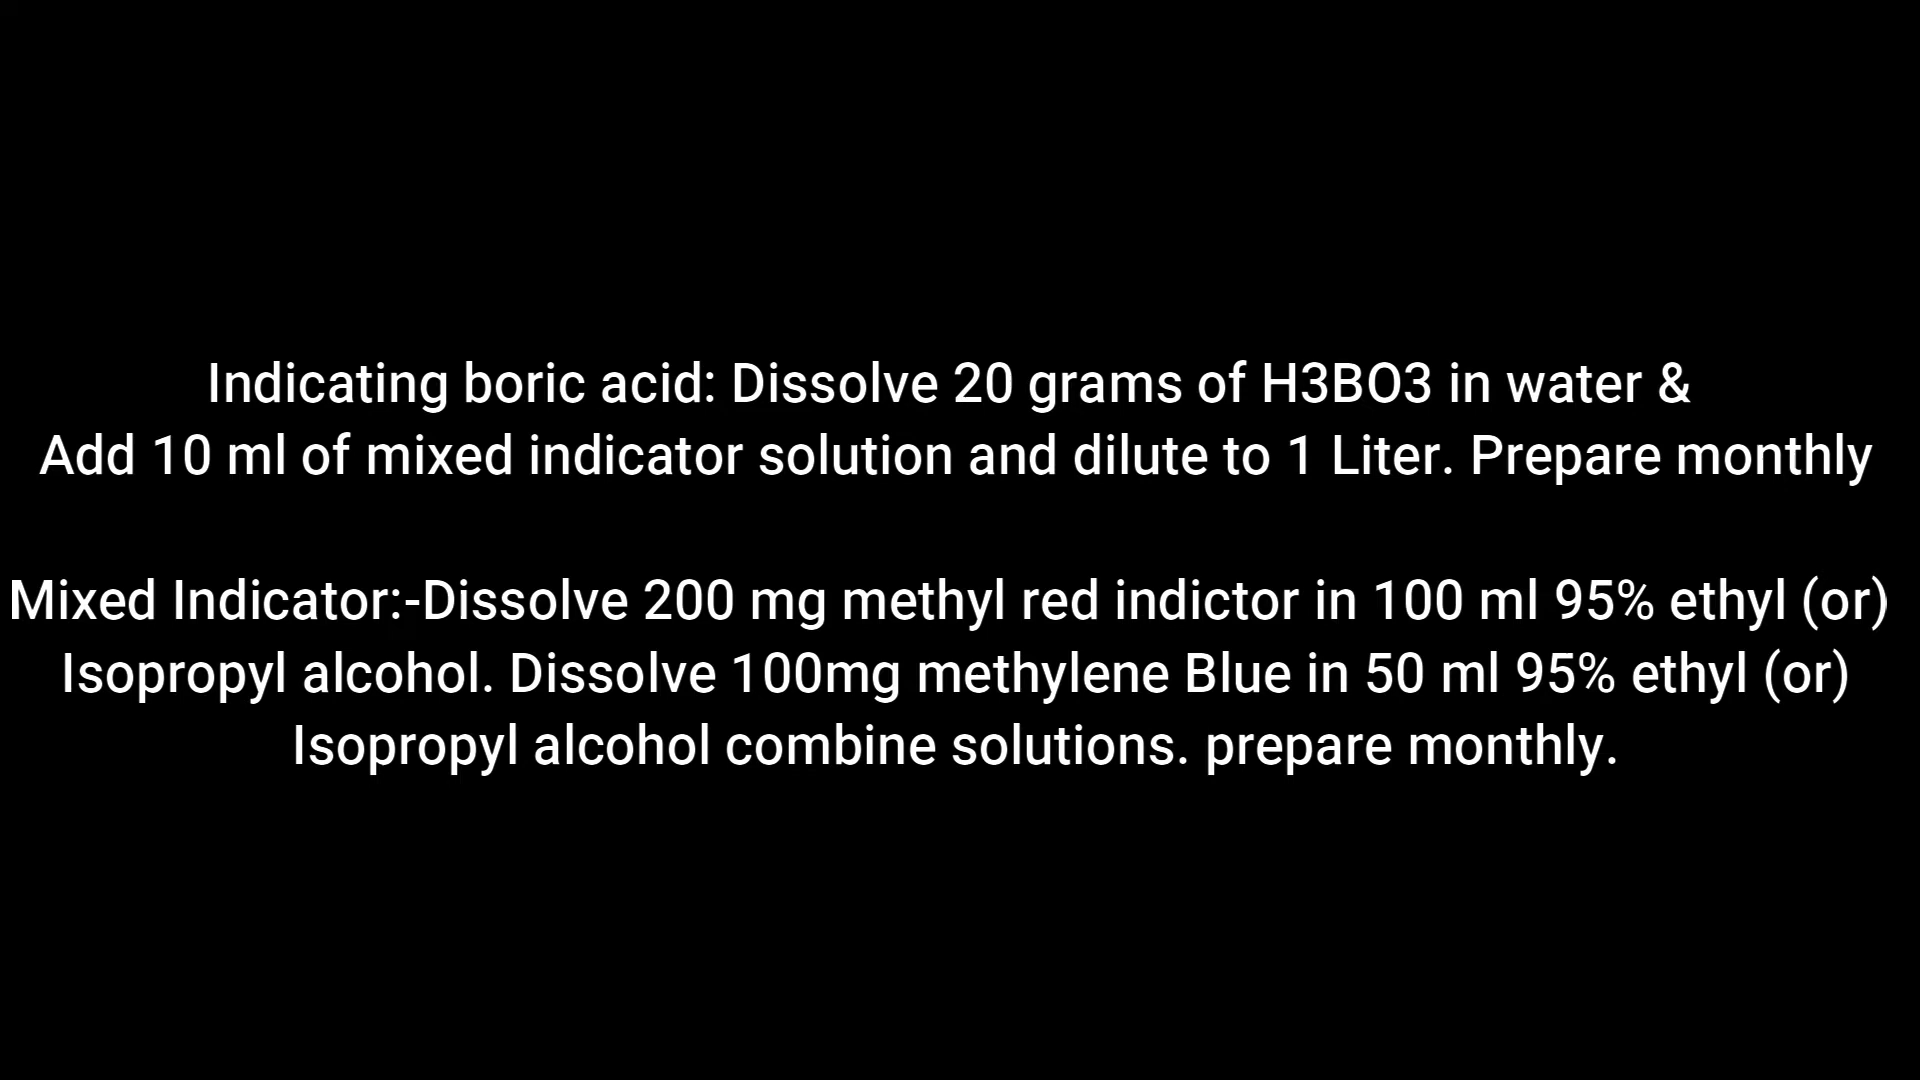 Indicating boric acid: Dissolve 20 grams of H3BO3 in water &
Add 10 ml of mixed indicator solution and dilute to 1 Liter. Prepare monthly
Mixed Indicator:-Dissolve 200 mg methyl red indictor in 100 ml 95% ethyl (or)
Isopropyl alcohol. Dissolve 100mg methylene Blue in 50 ml 95% ethyl (or)
Isopropyl alcohol combine solutions. prepare monthly.